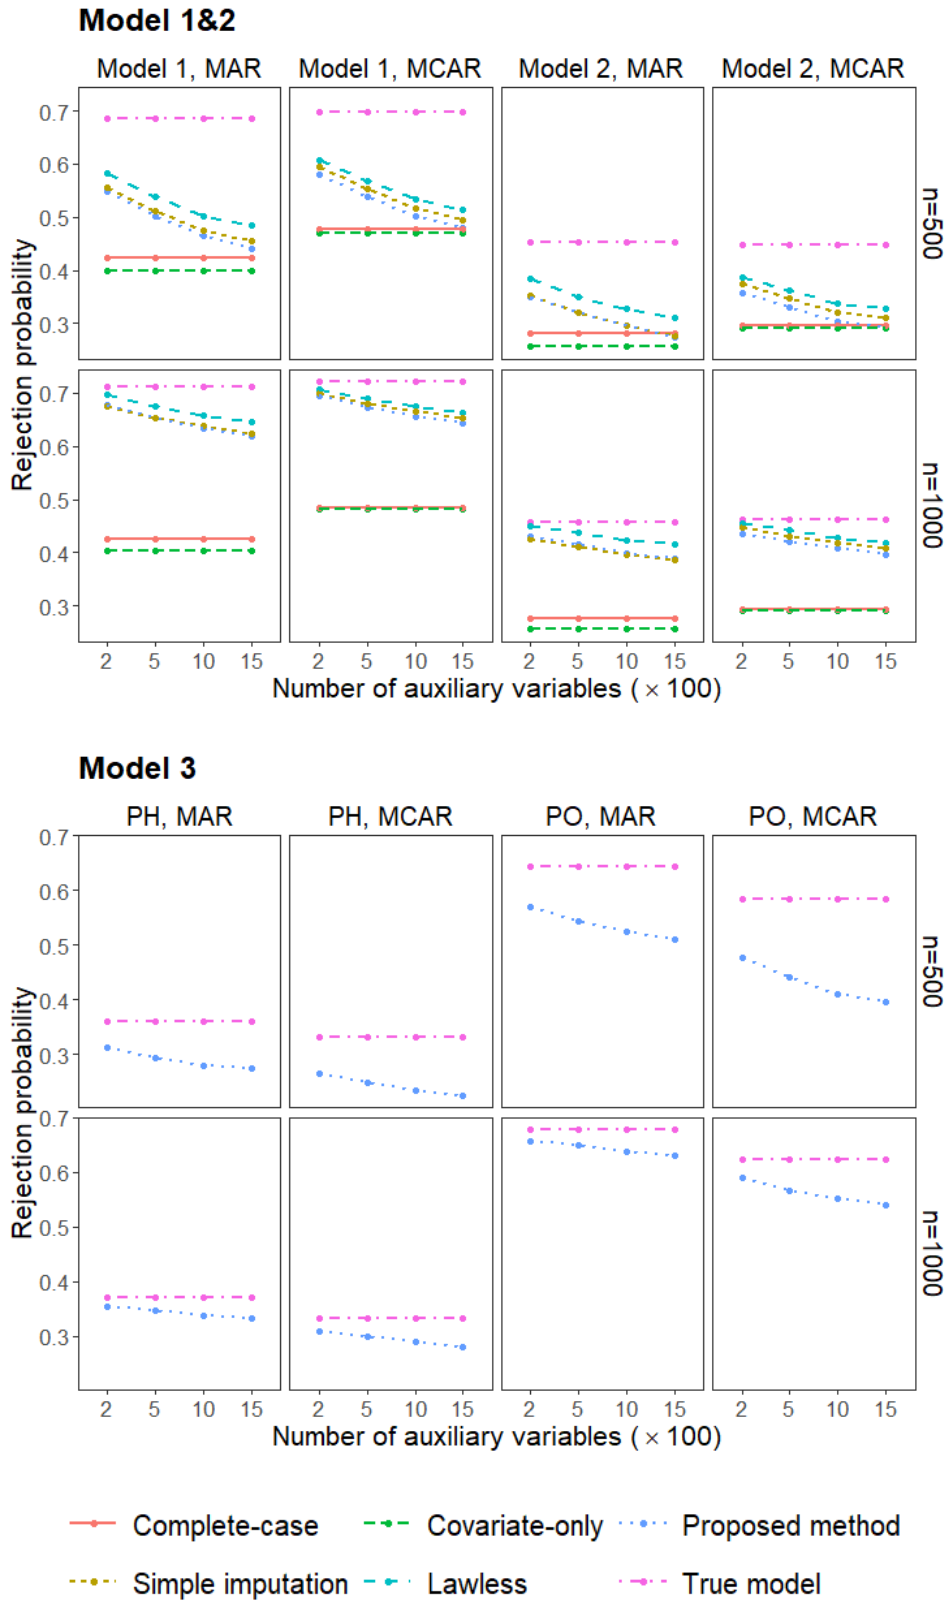 Model 1&2
Model 1, MAR
Model 1, MCAR
Model 2, MAR
Model 2, MCAR
Rejection probability
0.7
0.6
0.5
0.4
0.3
n=500
Rejection probability
0.7
0.6
0.5
0.4
0.3
n=1000
2 5 10 15
2 5 10 15
2 5 10 15
2 5 10 15
Number of auxiliary variables ( × 100)
Model 3
PH, MAR
PH, MCAR
PO, MAR
PO, MCAR
Rejection probability
0.7
0.6
0.5
0.4
0.3
n=500
Rejection probability
0.7
0.6
0.5
0.4
0.3
n=1000
2 5 10 15
2 5 10 15
2 5 10 15
2 5 10 15
Number of auxiliary variables ( × 100)
Complete-case
Covariate-only
Proposed method
Simple imputation
Lawless
True model